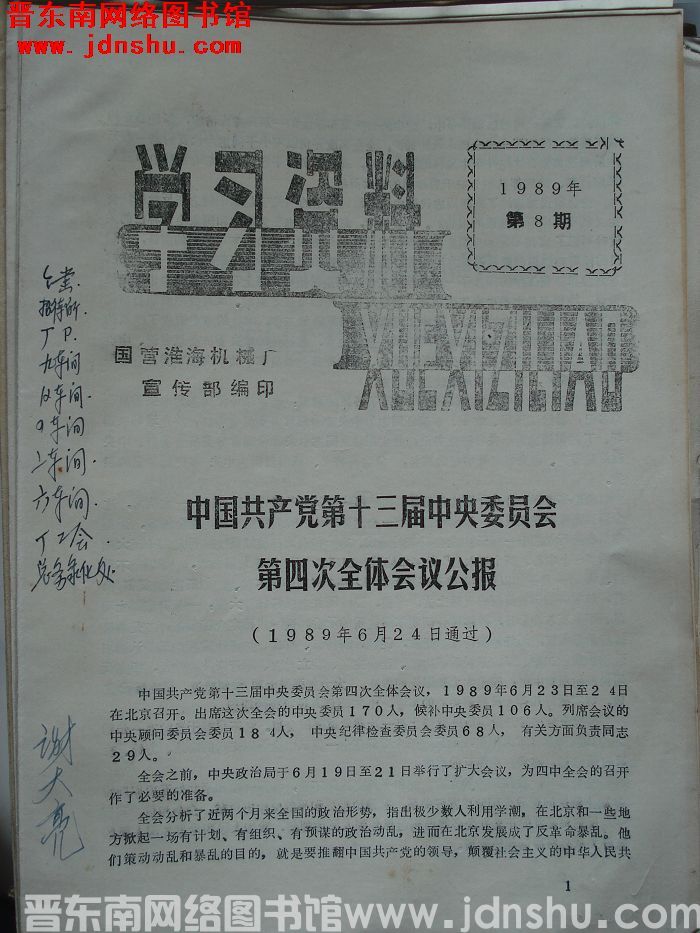 晋东南网络图书馆
www.jdnshu.com
学习资料
1989年
第8期
XUEXIZILIAO
国营淮海机械厂
宣传部编印
招待所
九车间
9车间
二车间
六车间
厂工会
中国共产党第十三届中央委员会
第四次全体会议公报
(1989年6月24日通过)
中国共产党第十三届中央委员会第四次全体会议，1989年6月23日至24日
在北京召开。出席这次全会的中央委员170人，候补中央委员106人。列席会议的
中央顾问委员会委员184人，中央纪律检查委员会委员68人，有关方面负责同志
29人。
全会之前，中央政治局于6月19日至21日举行了扩大会议，为四中全会的召开
作了必要的准备。
全会分析了近两个月来全国的政治形势，指出极少数人利用学潮，在北京和一些地
方掀起一场有计划、有组织、有预谋的政治动乱，进而在北京发展成了反革命暴乱。他
们策动动乱和暴乱的目的，就是要推翻中国共产党的领导，颠覆社会主义的中华人民共
谢大亮
1
晋东南网络图书馆www.jdnshu.com